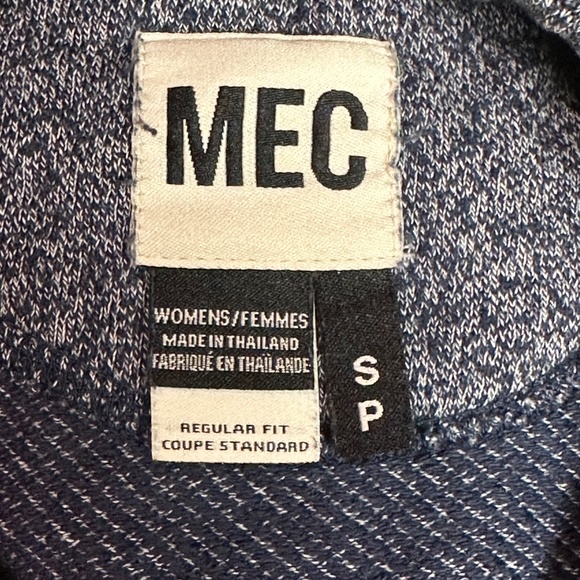 MEC
WOMENS/FEMMES
MADE IN THAILAND
FABRIQUÉ EN THAÏLANDE
REGULAR FIT
COUPE STANDARD
S
P